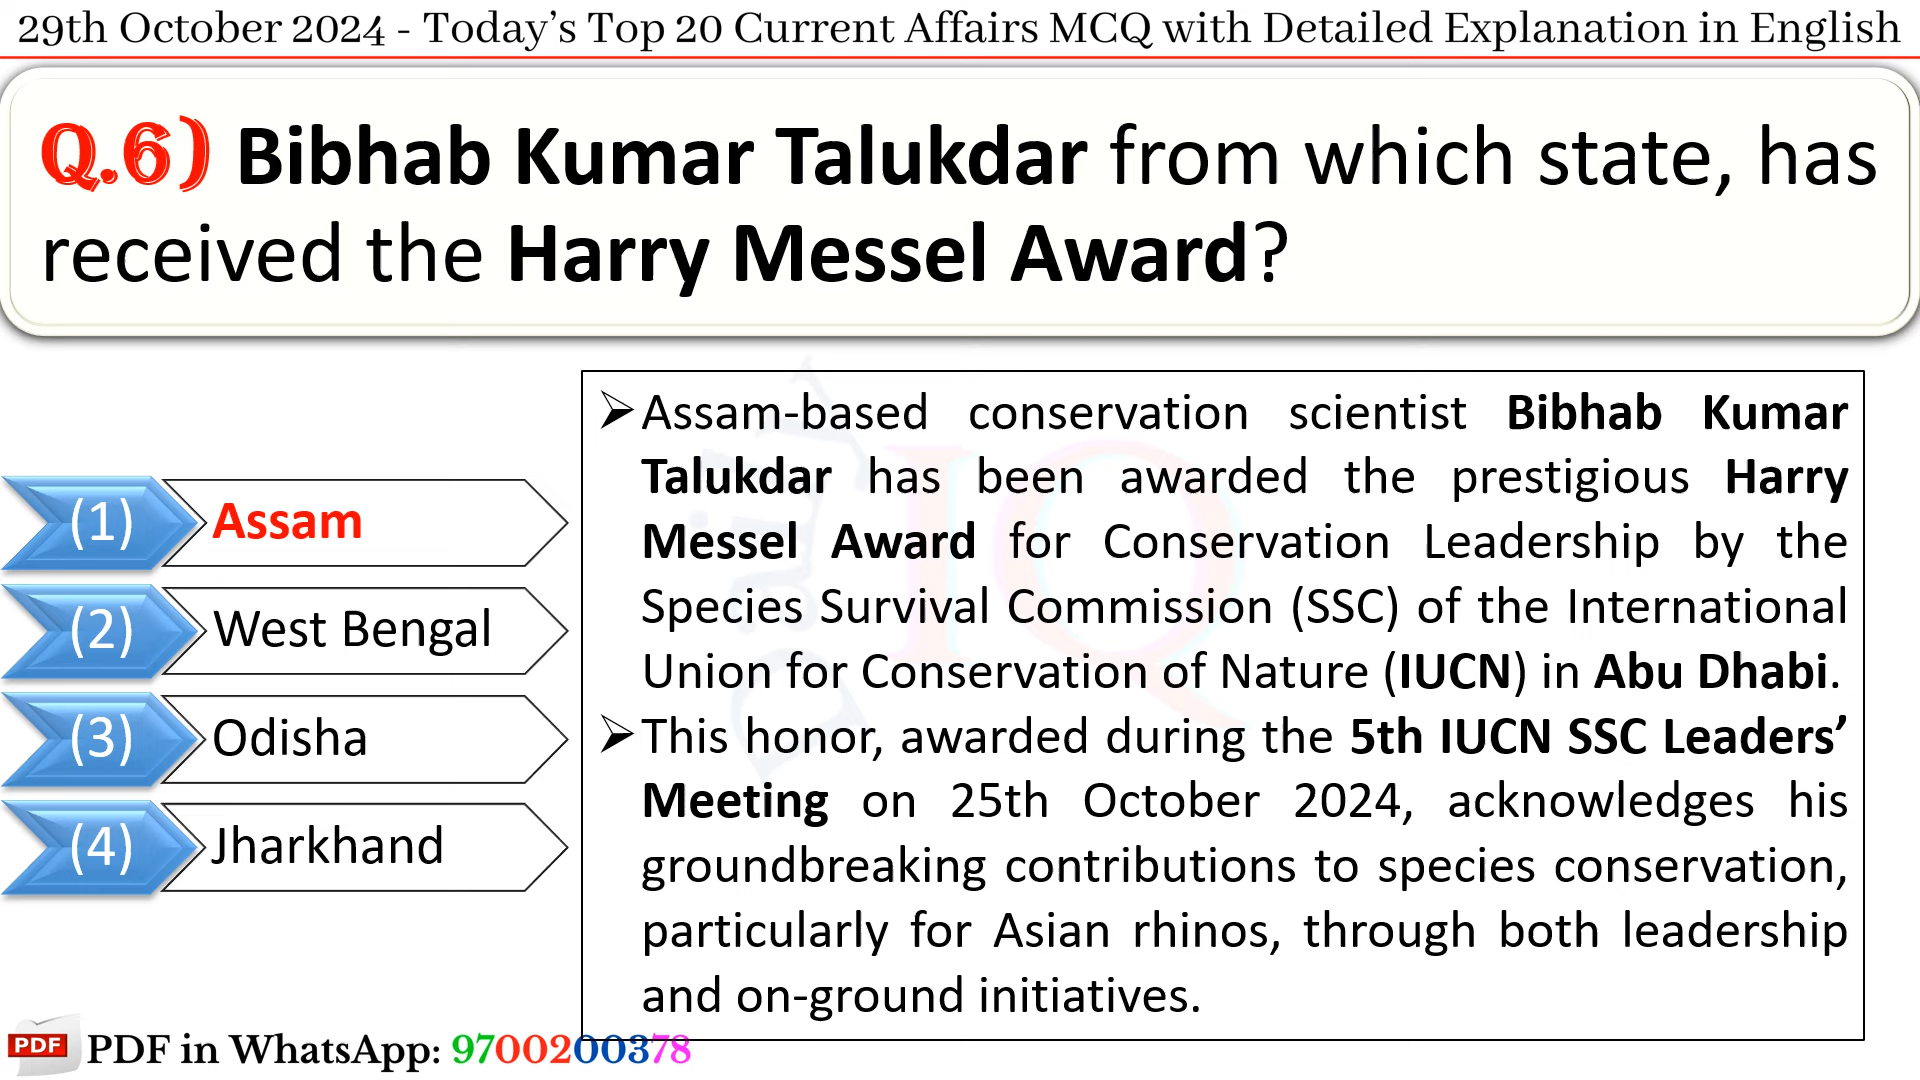 29th October 2024 - Today’s Top 20 Current Affairs MCQ with Detailed Explanation in English
Q.6) Bibhab Kumar Talukdar from which state, has
received the Harry Messel Award?
(1) Assam
(2) West Bengal
(3) Odisha
(4) Jharkhand
➢Assam-based conservation scientist Bibhab Kumar
Talukdar has been awarded the prestigious Harry
Messel Award for Conservation Leadership by the
Species Survival Commission (SSC) of the International
Union for Conservation of Nature (IUCN) in Abu Dhabi.
➢This honor, awarded during the 5th IUCN SSC Leaders’
Meeting on 25th October 2024, acknowledges his
groundbreaking contributions to species conservation,
particularly for Asian rhinos, through both leadership
and on-ground initiatives.
Daily IQ
PDF PDF in WhatsApp: 9700200378